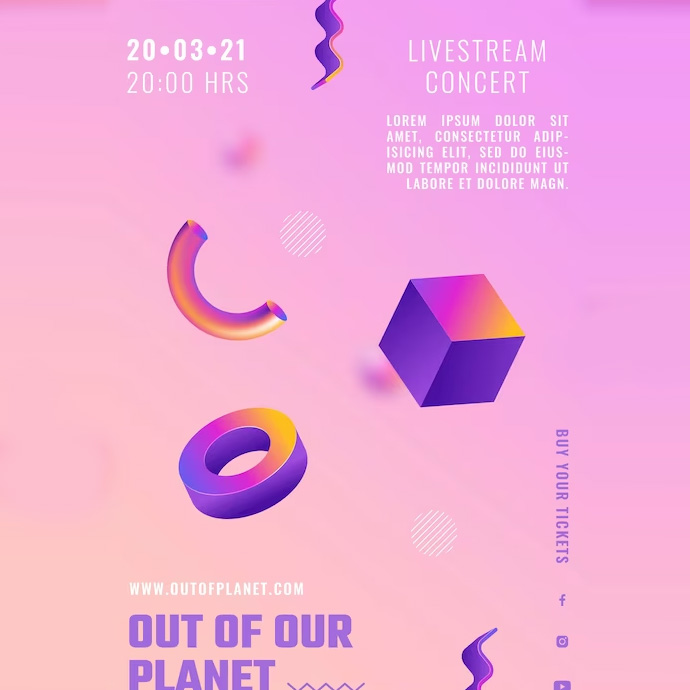 20•03•21
20:00 HRS
LIVESTREAM
CONCERT
LOREM IPSUM DOLOR SIT
AMET, CONSECTETUR ADIP-
ISICING ELIT, SED DO EIUS-
MOD TEMPOR INCIDIDUNT UT
LABORE ET DOLORE MAGN.
BUY YOUR TICKETS
WWW.OUTOFPLANET.COM
OUT OF OUR
PLANET